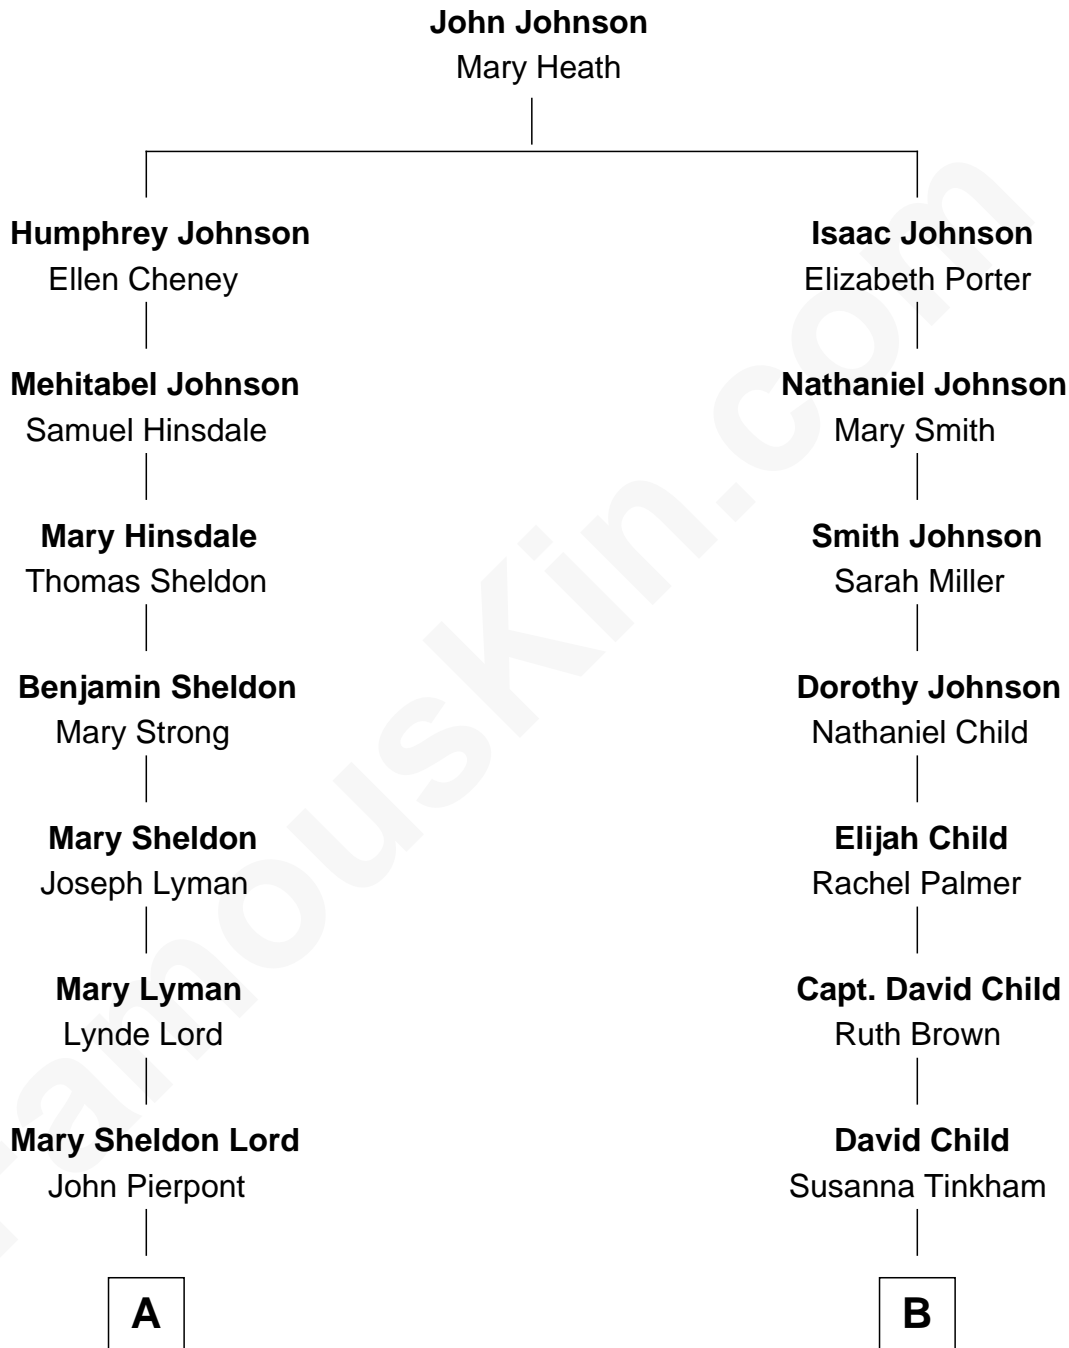 John Johnson
Mary Heath
Humphrey Johnson
Ellen Cheney
Isaac Johnson
Elizabeth Porter
Mehitabel Johnson
Samuel Hinsdale
Nathaniel Johnson
Mary Smith
Mary Hinsdale
Thomas Sheldon
Smith Johnson
Sarah Miller
Benjamin Sheldon
Mary Strong
Dorothy Johnson
Nathaniel Child
Mary Sheldon
Joseph Lyman
Elijah Child
Rachel Palmer
Mary Lyman
Lynde Lord
Capt. David Child
Ruth Brown
Mary Sheldon Lord
John Pierpont
David Child
Susanna Tinkham
A
B
FamousKin.com